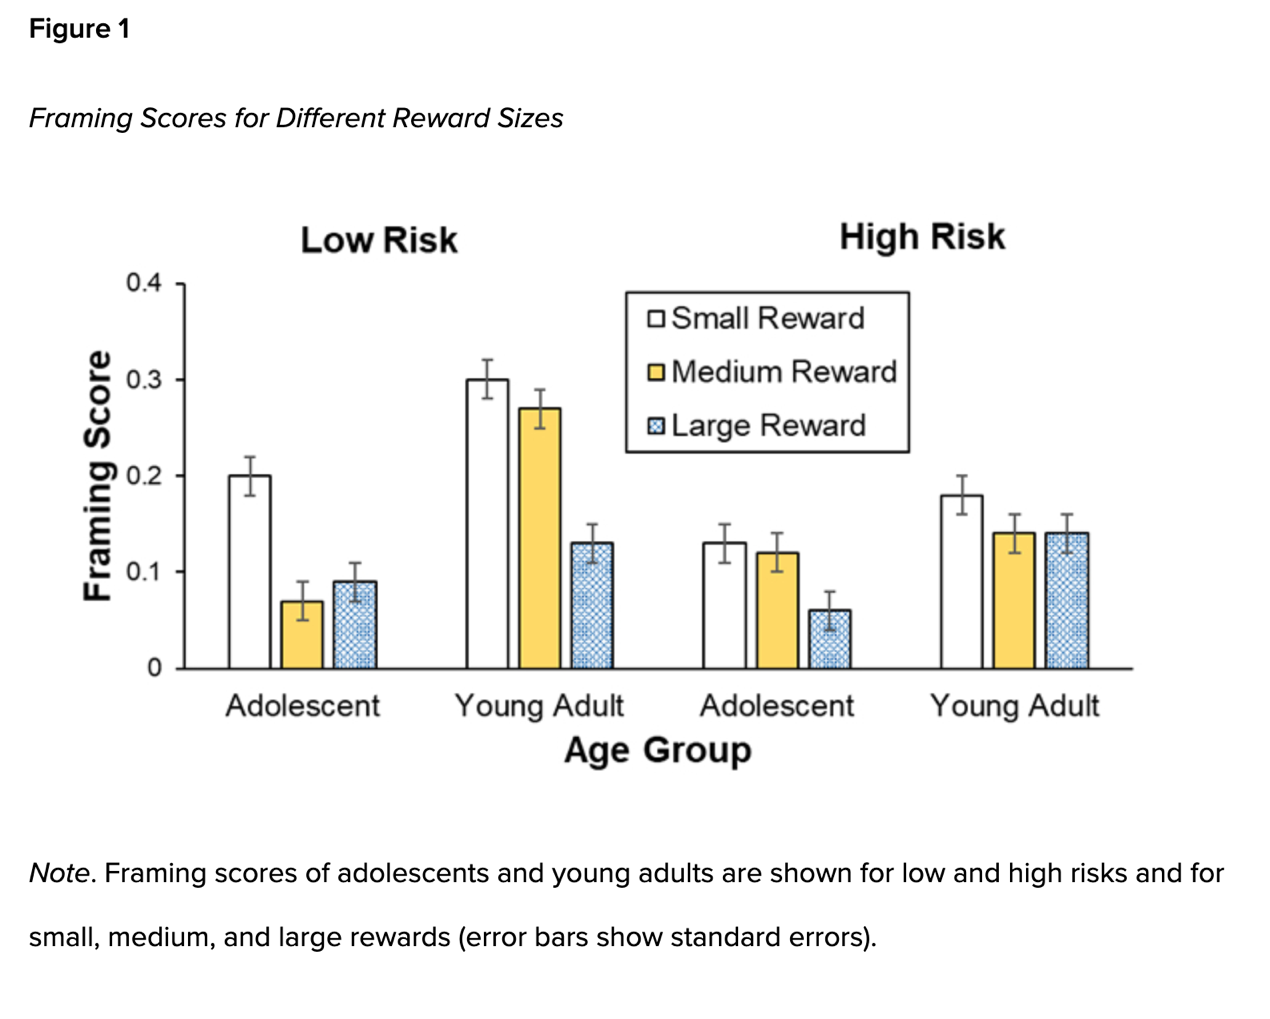 Figure 1
Framing Scores for Different Reward Sizes
Low Risk
High Risk
0.4
0.3
0.2
0.1
0
Framing Score
Small Reward
Medium Reward
Large Reward
Adolescent
Young Adult
Adolescent
Young Adult
Age Group
Note. Framing scores of adolescents and young adults are shown for low and high risks and for
small, medium, and large rewards (error bars show standard errors).